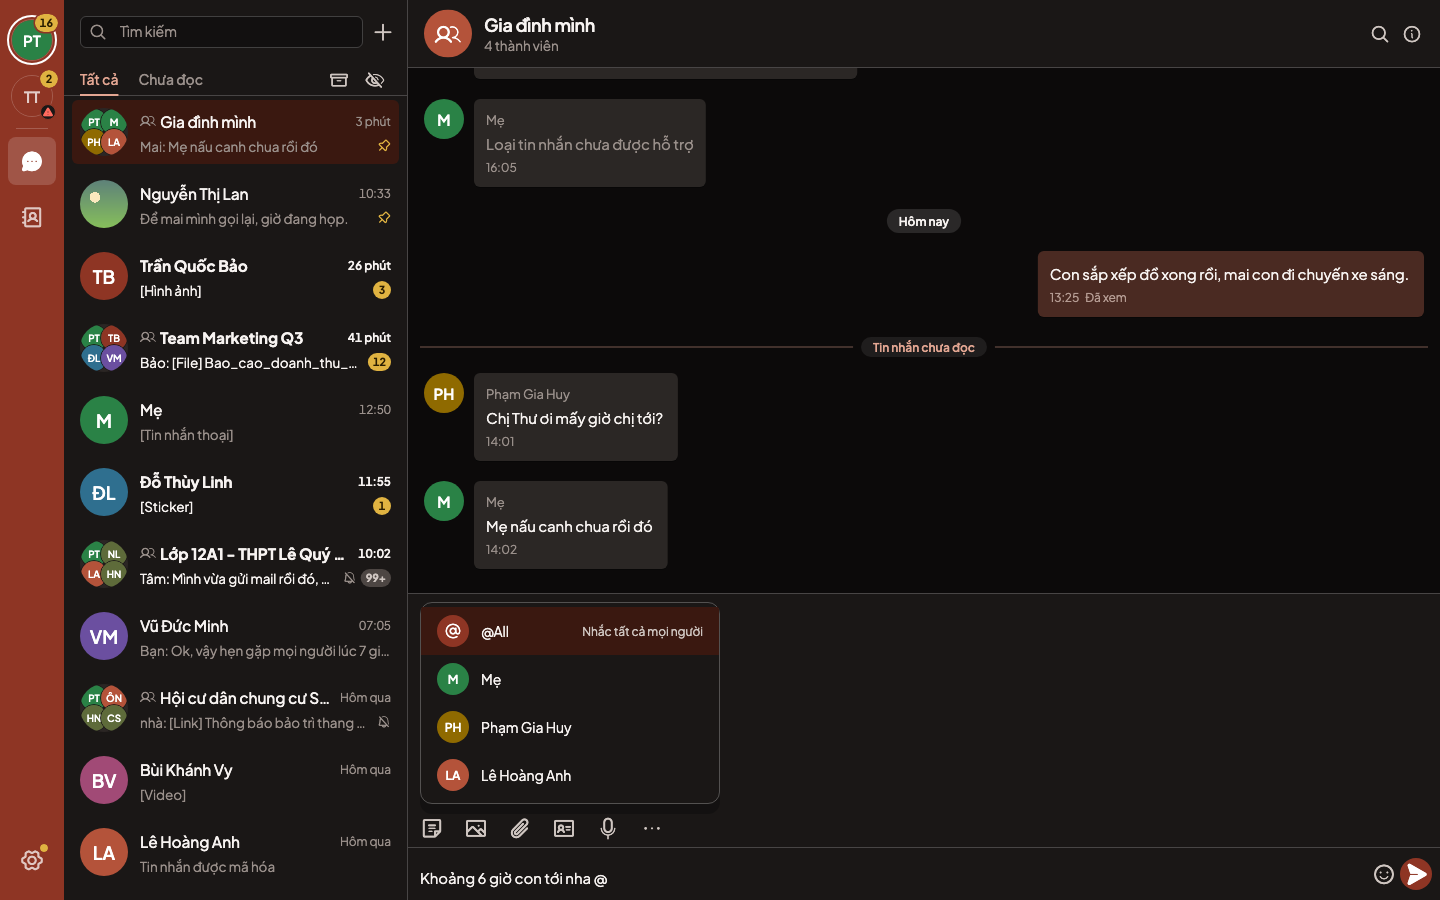 PT
16
TT
2
Tìm kiếm
Tất cả
Chưa đọc
PT
M
PH
LA
Gia đình mình
3 phút
Mai: Mẹ nấu canh chua rồi đó
Nguyễn Thị Lan
10:33
Để mai mình gọi lại, giờ đang họp.
TB
Trần Quốc Bảo
26 phút
[Hình ảnh]
3
PT
TB
ĐL
VM
Team Marketing Q3
41 phút
Bảo: [File] Bao_cao_doanh_thu_...
12
M
Mẹ
12:50
[Tin nhắn thoại]
ĐL
Đỗ Thùy Linh
11:55
[Sticker]
1
PT
NL
LA
HN
Lớp 12A1 - THPT Lê Quý ...
10:02
Tâm: Mình vừa gửi mail rồi đó, ...
99+
VM
Vũ Đức Minh
07:05
Bạn: Ok, vậy hẹn gặp mọi người lúc 7 gi...
PT
ÔN
HN
CS
Hội cư dân chung cư S...
Hôm qua
nhà: [Link] Thông báo bảo trì thang ...
BV
Bùi Khánh Vy
Hôm qua
[Video]
LA
Lê Hoàng Anh
Hôm qua
Tin nhắn được mã hóa
Gia đình mình
4 thành viên
M
Mẹ
Loại tin nhắn chưa được hỗ trợ
16:05
Hôm nay
Con sắp xếp đồ xong rồi, mai con đi chuyến xe sáng.
13:25 Đã xem
Tin nhắn chưa đọc
PH
Phạm Gia Huy
Chị Thư ơi mấy giờ chị tới?
14:01
M
Mẹ
Mẹ nấu canh chua rồi đó
14:02
@
@All
Nhắc tất cả mọi người
M
Mẹ
PH
Phạm Gia Huy
LA
Lê Hoàng Anh
Khoảng 6 giờ con tới nha @